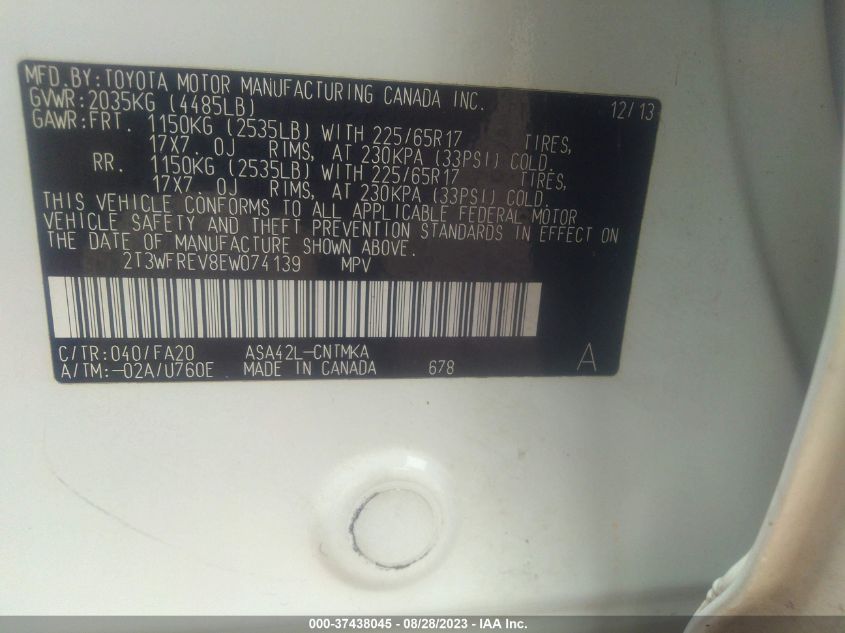 MFD.BY:TOYOTA MOTOR MANUFACTURING CANADA INC.
GVWR:2035KG (4485LB) 12/13
GAWR:FRT. 1150KG (2535LB) WITH 225/65R17 TIRES,
17X7. 0J RIMS, AT 230KPA (33PSI) COLD.
RR. 1150KG (2535LB) WITH 225/65R17 TIRES,
17X7. 0J RIMS, AT 230KPA (33PSI) COLD.
THIS VEHICLE CONFORMS TO ALL APPLICABLE FEDERAL MOTOR
VEHICLE SAFETY AND THEFT PREVENTION STANDARDS IN EFFECT ON
THE DATE OF MANUFACTURE SHOWN ABOVE.
2T3WFREV8EW074139 MPV
C/TR:040/FA20 ASA42L-CNTMKA
A/TM:-02A/U760E MADE IN CANADA 678 A
000-37438045 - 08/28/2023 - IAA Inc.